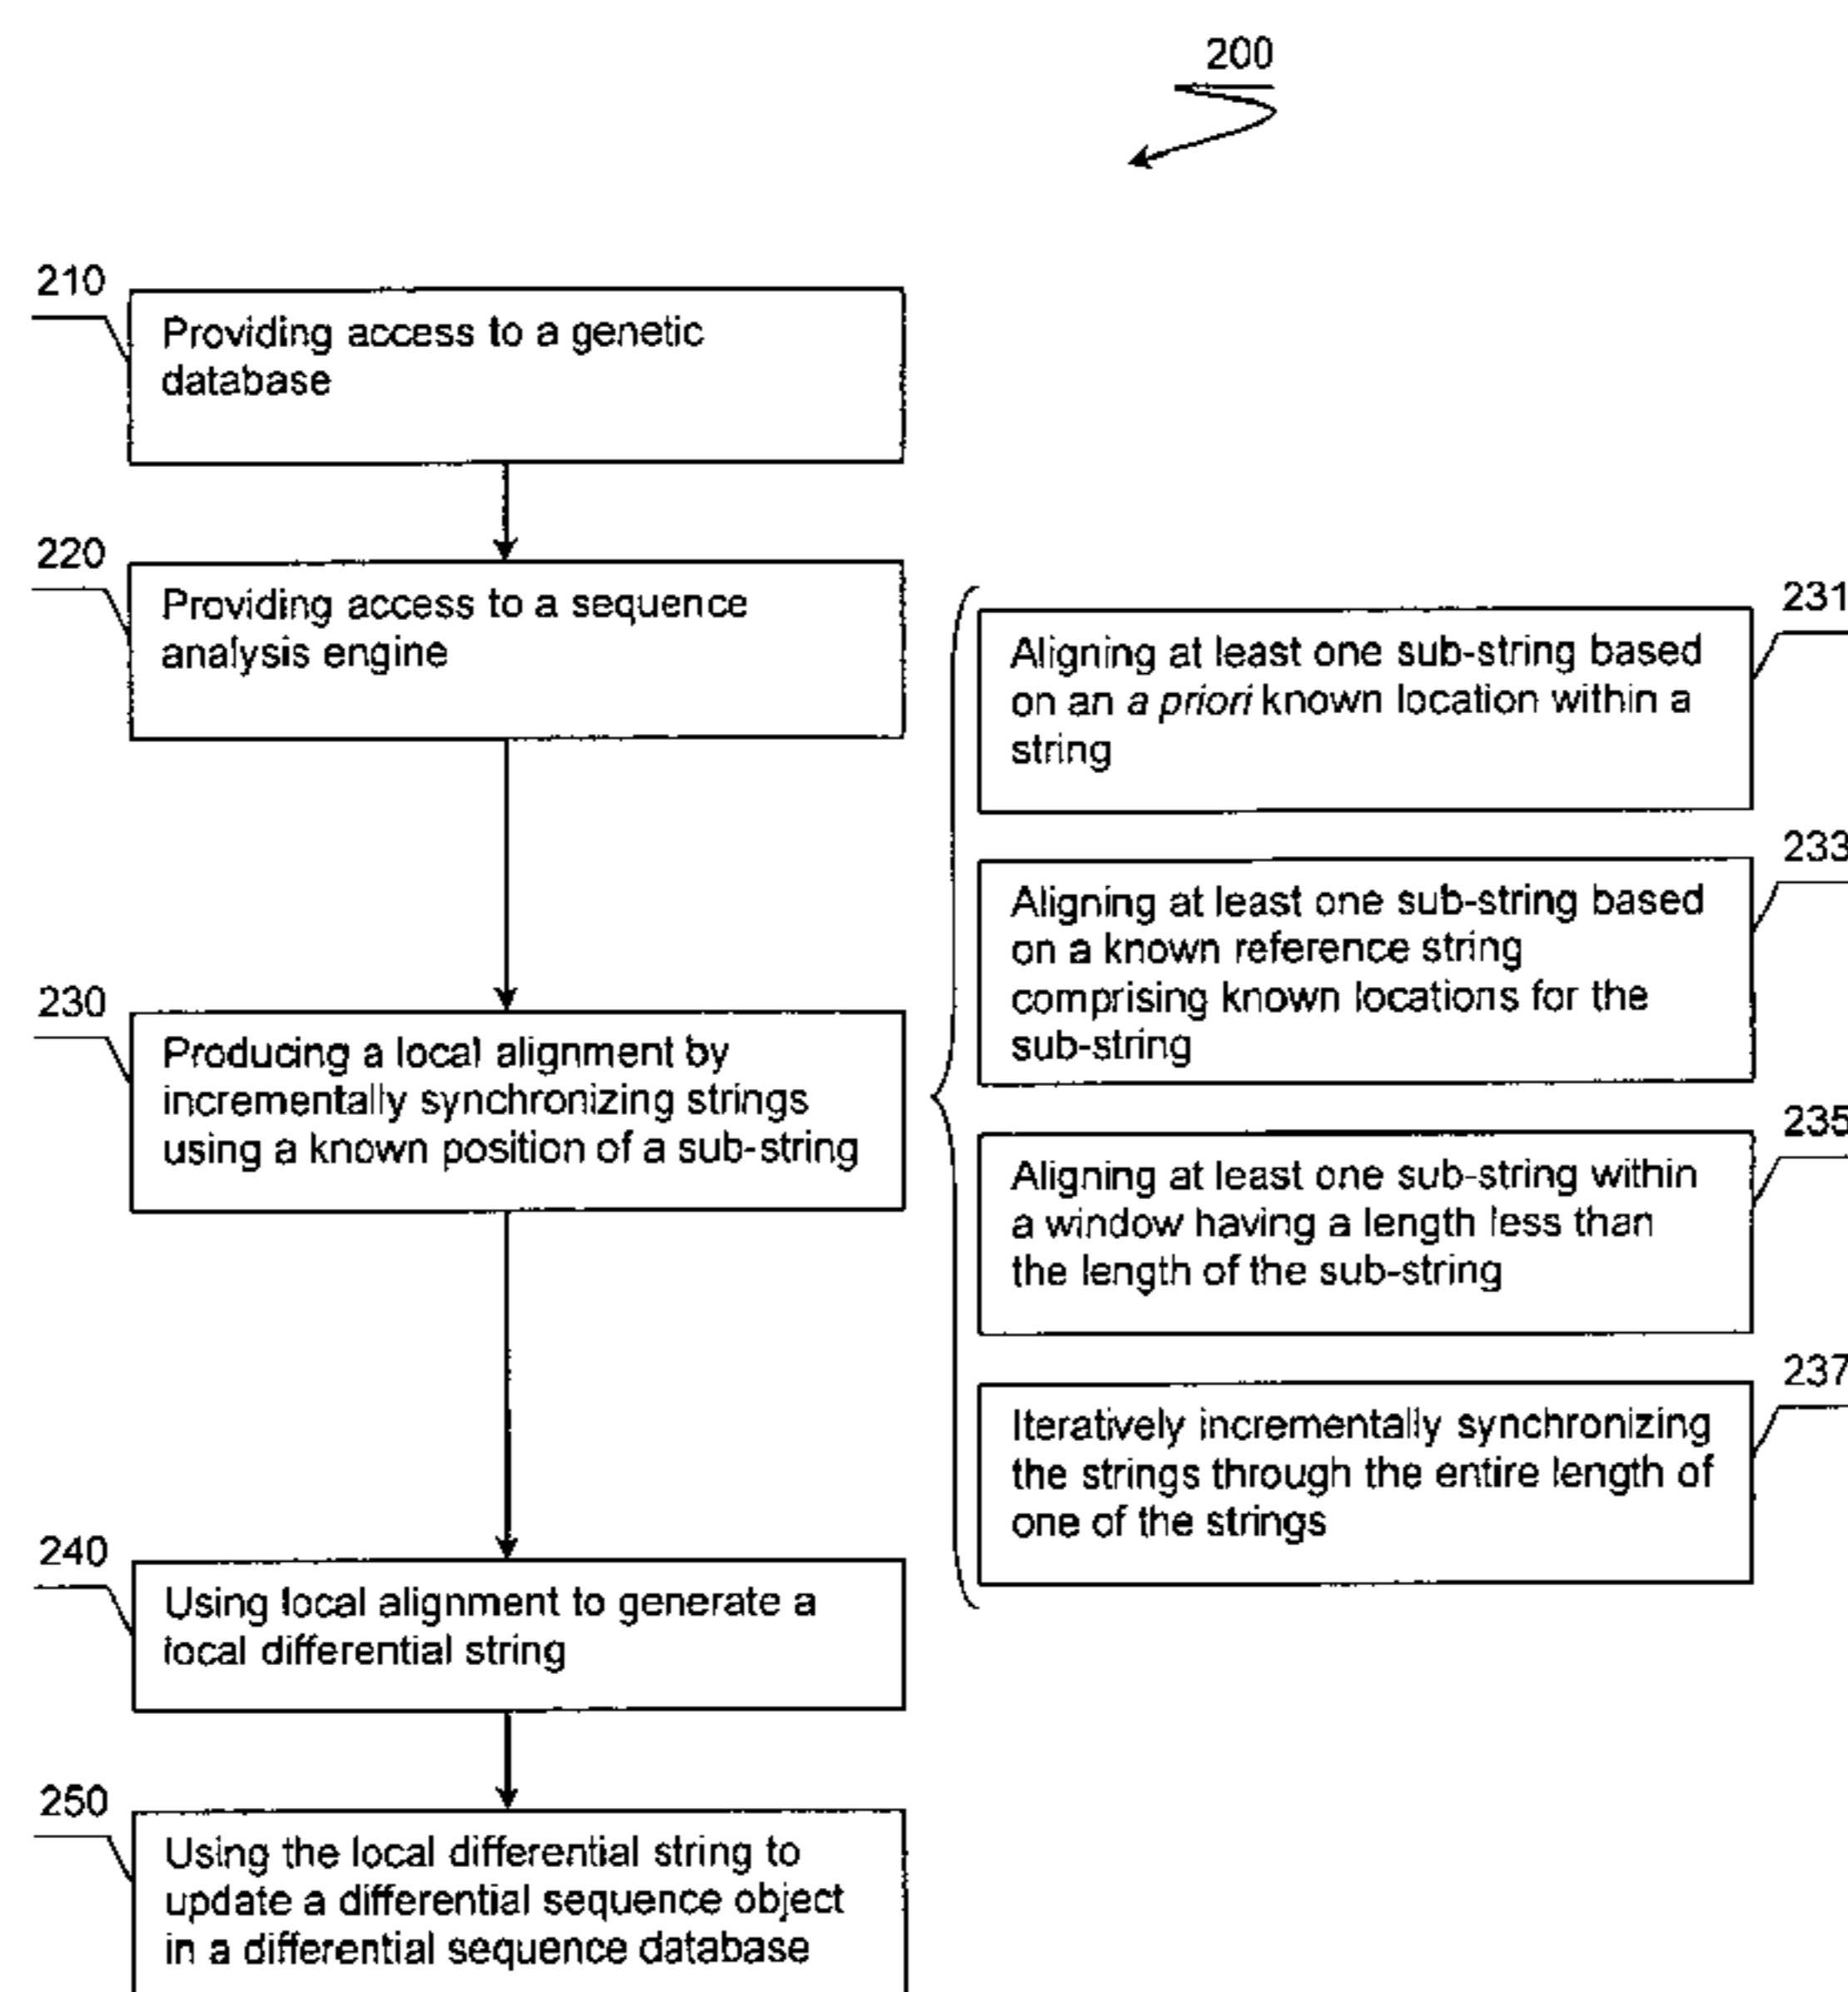 200
210
Providing access to a genetic
database
220
Providing access to a sequence
analysis engine
230
Producing a local alignment by
incrementally synchronizing strings
using a known position of a sub-string
231
Aligning at least one sub-string based
on an a priori known location within a
string
233
Aligning at least one sub-string based
on a known reference string
comprising known locations for the
sub-string
235
Aligning at least one sub-string within
a window having a length less than
the length of the sub-string
237
Iteratively incrementally synchronizing
the strings through the entire length of
one of the strings
240
Using local alignment to generate a
local differential string
250
Using the local differential string to
update a differential sequence object
in a differential sequence database